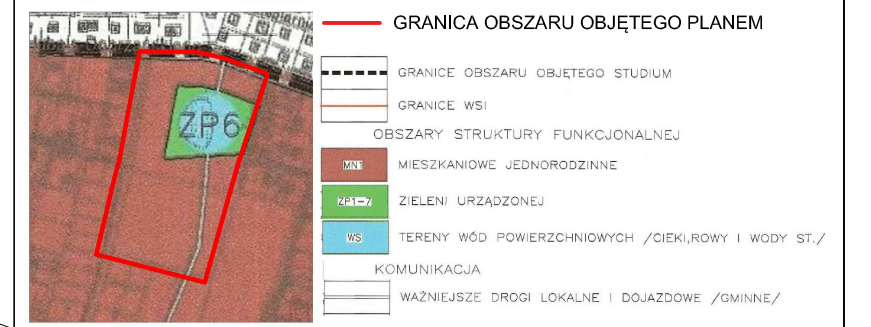 GRANICA OBSZARU OBJĘTEGO PLANEM
GRANICE OBSZARU OBJĘTEGO STUDIUM
GRANICE WSI
OBSZARY STRUKTURY FUNKCJONALNEJ
MN1 MIESZKANIOWE JEDNORODZINNE
ZP6
ZP1-7 ZIELENI URZĄDZONEJ
WS TERENY WÓD POWIERZCHNIOWYCH /CIEKI,ROWY I WODY ST./
KOMUNIKACJA
WAŻNIEJSZE DROGI LOKALNE I DOJAZDOWE /GMINNE/